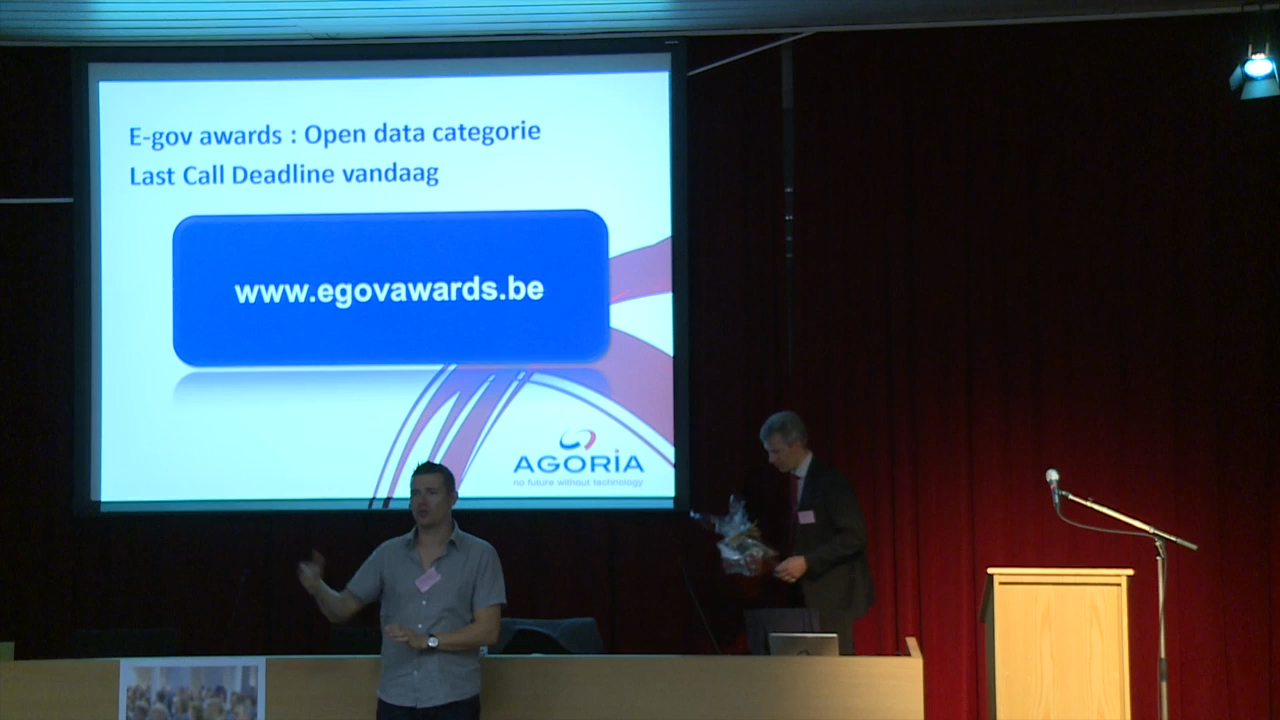 E-gov awards : Open data categorie
Last Call Deadline vandaag
www.egovawards.be
AGORIA
no future without technology